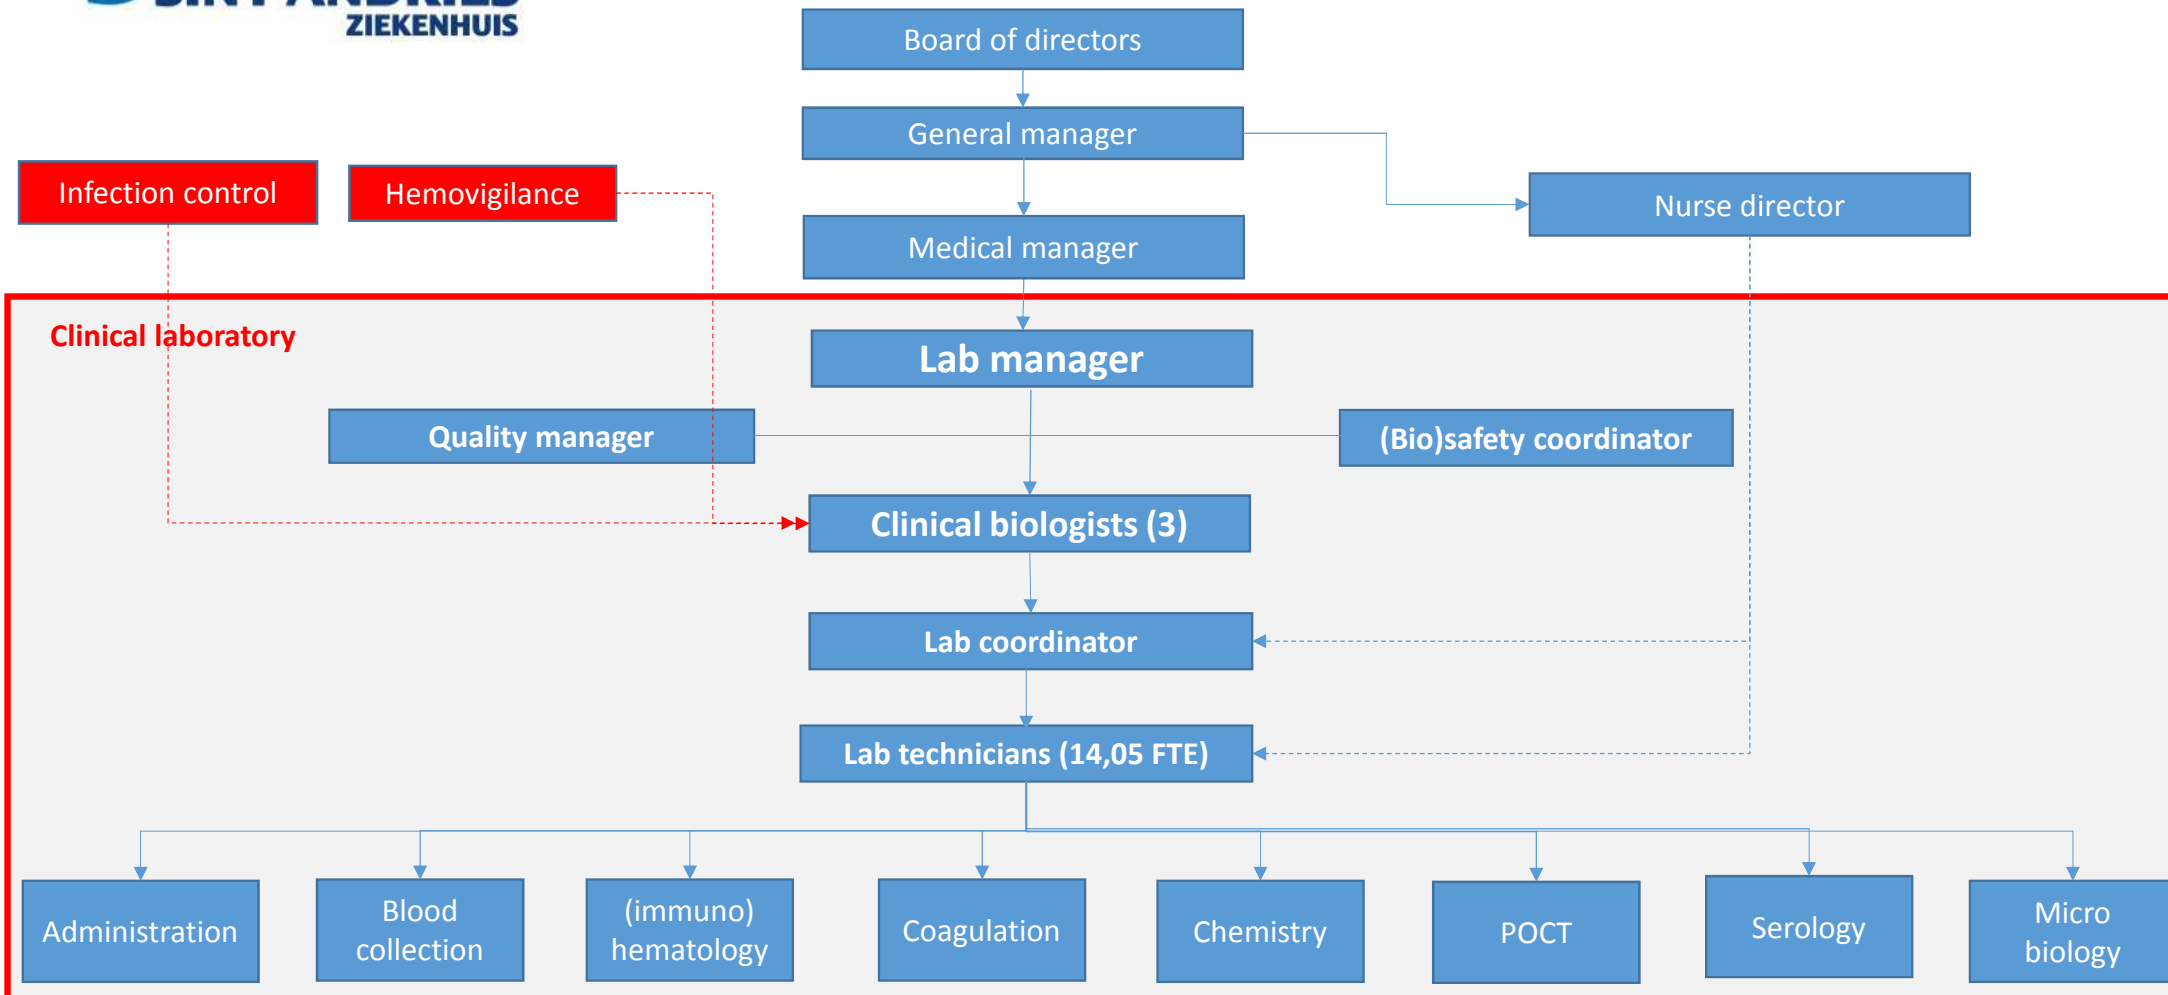 ZIEKENHUIS
Board of directors
General manager
Infection control
Hemovigilance
Nurse director
Medical manager
Clinical laboratory
Lab manager
Quality manager
(Bio)safety coordinator
Clinical biologists (3)
Lab coordinator
Lab technicians (14,05 FTE)
Administration
Blood
collection
(immuno)
hematology
Coagulation
Chemistry
POCT
Serology
Micro
biology